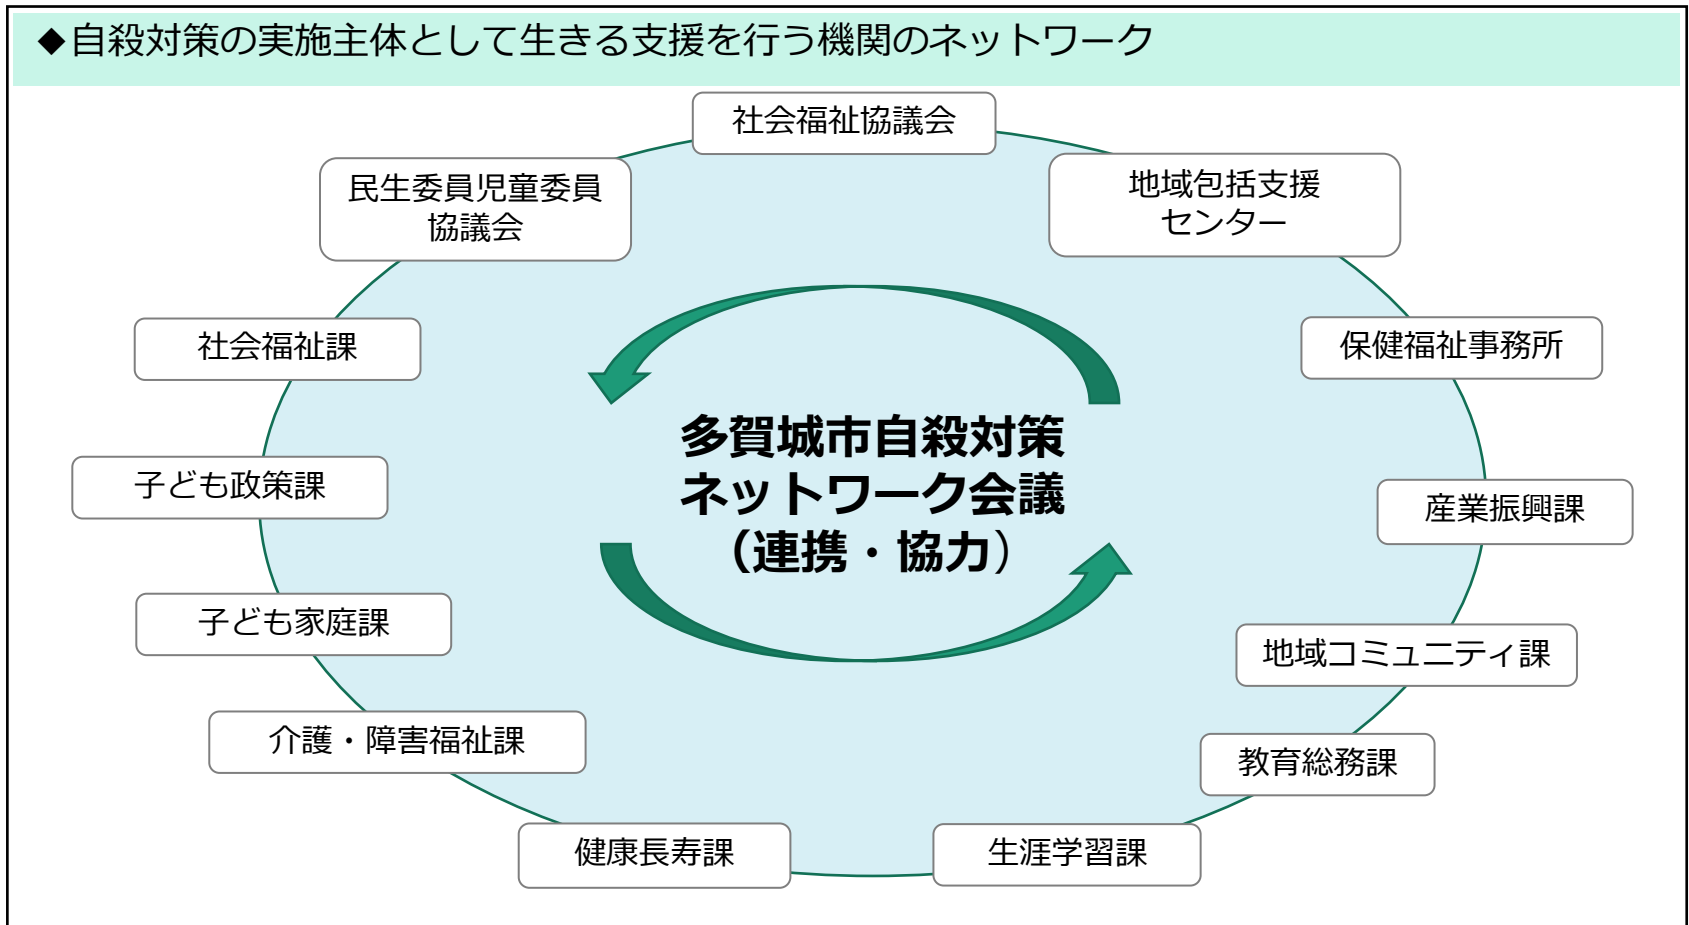 ◆自殺対策の実施主体として生きる支援を行う機関のネットワーク
社会福祉協議会
民生委員児童委員
協議会
地域包括支援
センター
社会福祉課
保健福祉事務所
多賀城市自殺対策
ネットワーク会議
（連携・協力）
子ども政策課
産業振興課
子ども家庭課
地域コミュニティ課
介護・障害福祉課
教育総務課
健康長寿課
生涯学習課